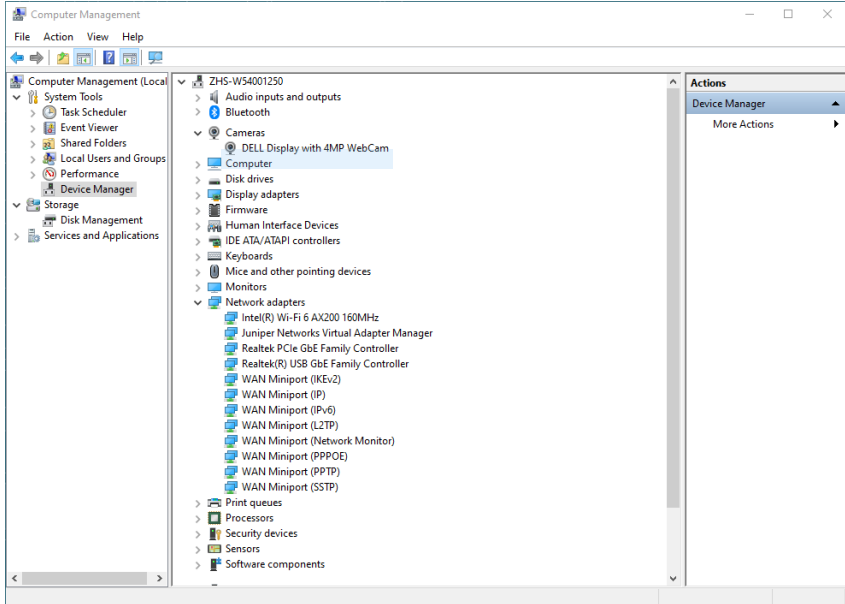 Computer Management
File Action View Help
Computer Management (Local
System Tools
Task Scheduler
Event Viewer
Shared Folders
Local Users and Groups
Performance
Device Manager
Storage
Disk Management
Services and Applications
ZHS-W54001250
Audio inputs and outputs
Bluetooth
Cameras
DELL Display with 4MP WebCam
Computer
Disk drives
Display adapters
Firmware
Human Interface Devices
IDE ATA/ATAPI controllers
Keyboards
Mice and other pointing devices
Monitors
Network adapters
Intel(R) Wi-Fi 6 AX200 160MHz
Juniper Networks Virtual Adapter Manager
Realtek PCIe GbE Family Controller
Realtek(R) USB GbE Family Controller
WAN Miniport (IKEv2)
WAN Miniport (IP)
WAN Miniport (IPv6)
WAN Miniport (L2TP)
WAN Miniport (Network Monitor)
WAN Miniport (PPPOE)
WAN Miniport (PPTP)
WAN Miniport (SSTP)
Print queues
Processors
Security devices
Sensors
Software components
Actions
Device Manager
More Actions